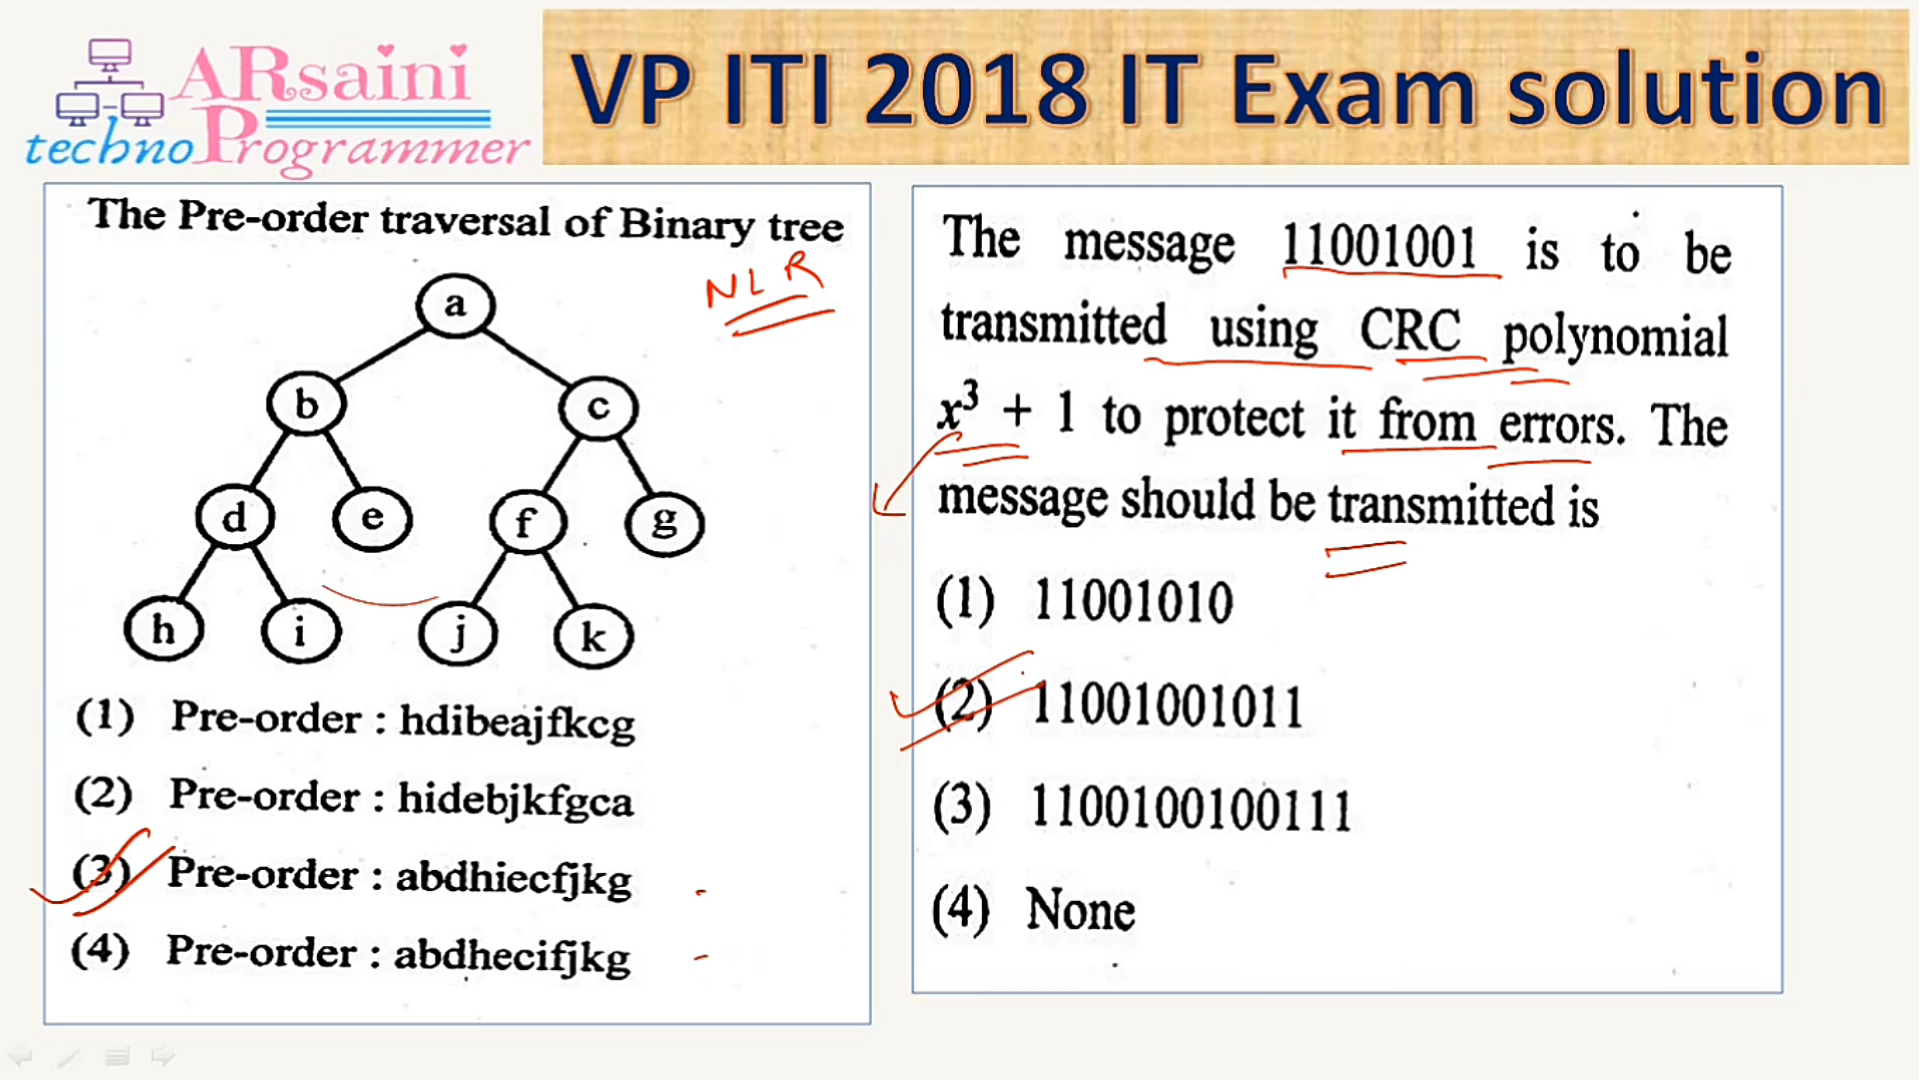 ARsaini
techno Programmer
VP ITI 2018 IT Exam solution
The Pre-order traversal of Binary tree
NLR
a
b
c
d
e
f
g
h
i
j
k
(1) Pre-order : hdibeajfkcg
(2) Pre-order : hidebjkfgca
(3) Pre-order : abdhiecfjkg
(4) Pre-order : abdhecifjkg
The message 11001001 is to be
transmitted using CRC polynomial
x³ + 1 to protect it from errors. The
message should be transmitted is
(1) 11001010
(2) 11001001011
(3) 1100100100111
(4) None